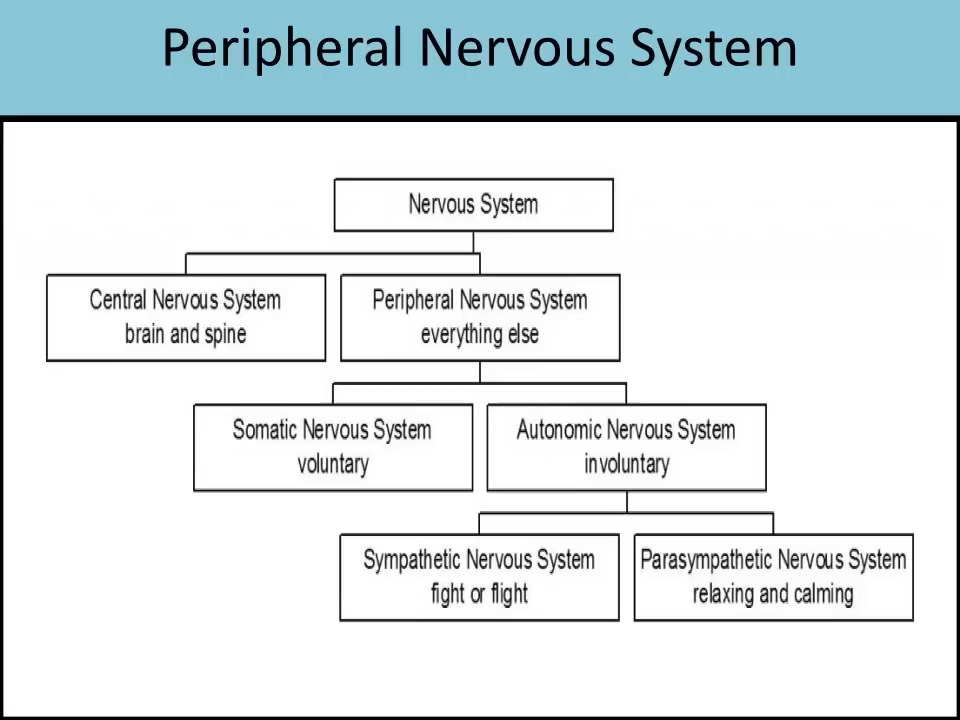 Peripheral Nervous System
Nervous System
Central Nervous System
brain and spine
Peripheral Nervous System
everything else
Somatic Nervous System
voluntary
Autonomic Nervous System
involuntary
Sympathetic Nervous System
fight or flight
Parasympathetic Nervous System
relaxing and calming